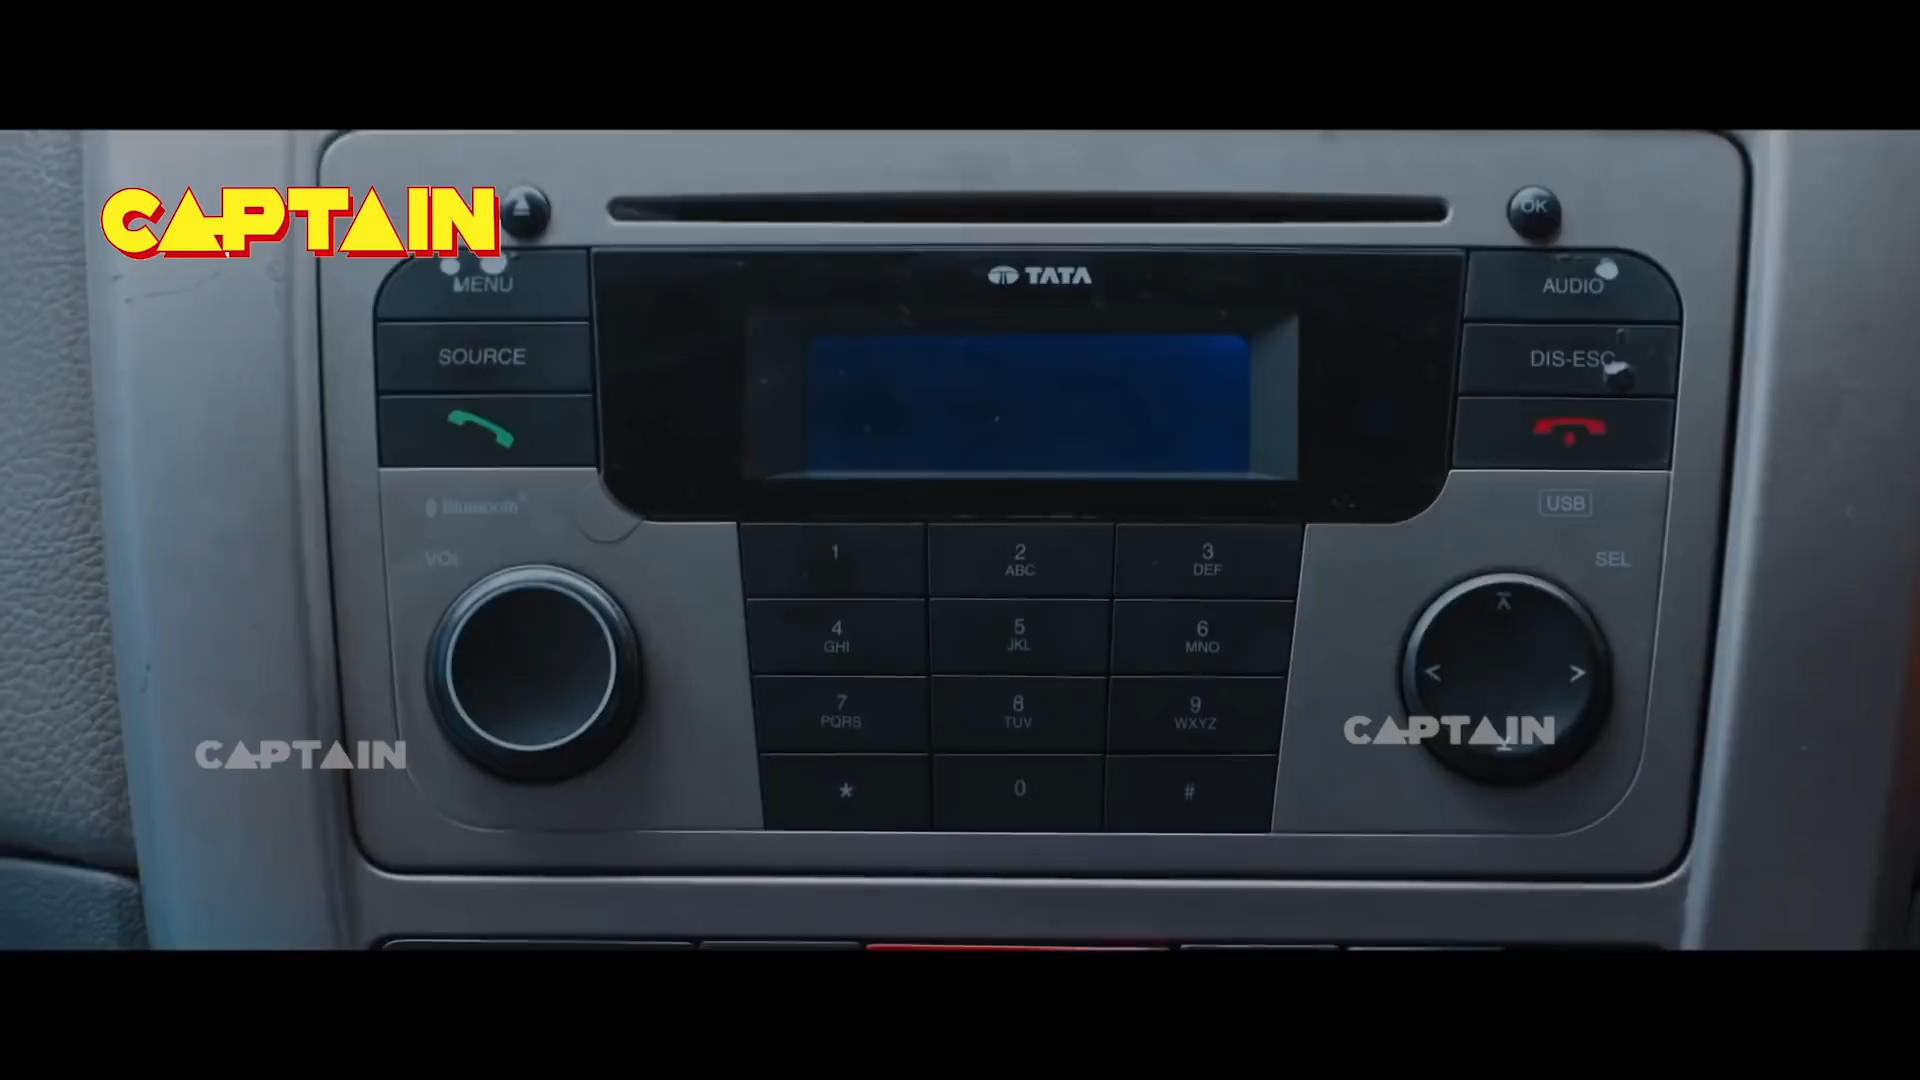 CAPTAIN
OK
TATA
MENU
AUDIO
SOURCE
DIS-ESC
Bluetooth
USB
VOL
SEL
1
2
ABC
3
DEF
4
GHI
5
JKL
6
MNO
7
PQRS
8
TUV
9
WXYZ
CAPTAIN
CAPTAIN
*
0
#